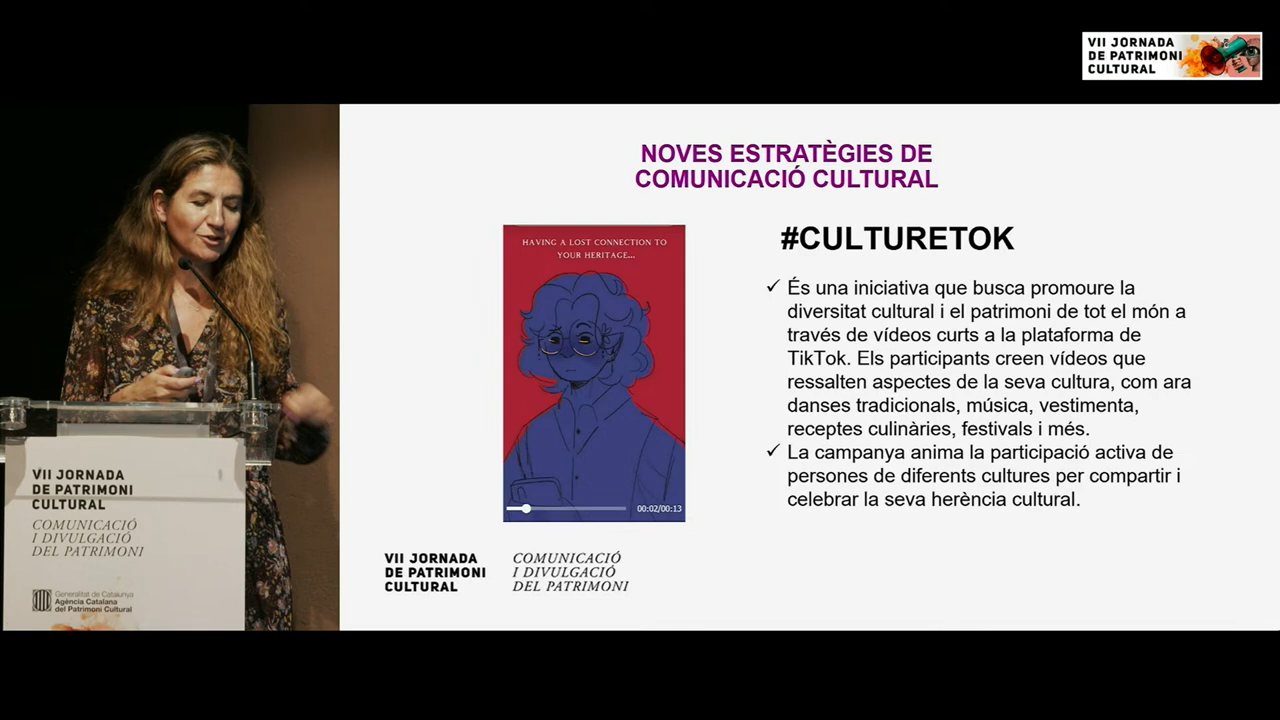 VII JORNADA
DE PATRIMONI
CULTURAL
NOVES ESTRATÈGIES DE
COMUNICACIÓ CULTURAL
HAVING A LOST CONNECTION TO
YOUR HERITAGE...
00:02/00:13
#CULTURETOK
✓ És una iniciativa que busca promoure la
diversitat cultural i el patrimoni de tot el món a
través de vídeos curts a la plataforma de
TikTok. Els participants creen vídeos que
ressalten aspectes de la seva cultura, com ara
danses tradicionals, música, vestimenta,
receptes culinàries, festivals i més.
✓ La campanya anima la participació activa de
persones de diferents cultures per compartir i
celebrar la seva herència cultural.
VII JORNADA
DE PATRIMONI
CULTURAL
COMUNICACIÓ
I DIVULGACIÓ
DEL PATRIMONI
VII JORNADA
DE PATRIMONI
CULTURAL
COMUNICACIÓ
I DIVULGACIÓ
DEL PATRIMONI
Generalitat de Catalunya
Agència Catalana
del Patrimoni Cultural